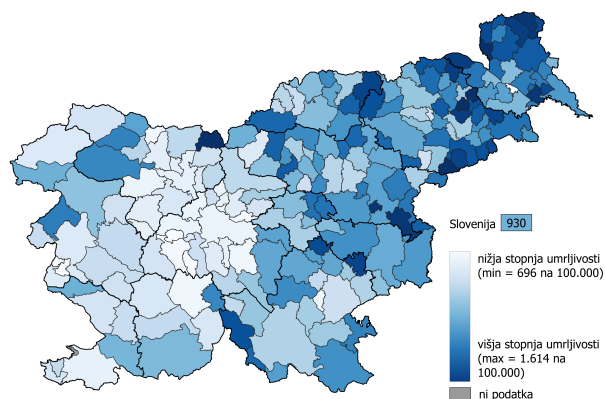 Slovenija 930
nižja stopnja umrljivosti
(min = 696 na 100.000)
višja stopnja umrljivosti
(max = 1.614 na
100.000)
ni podatka